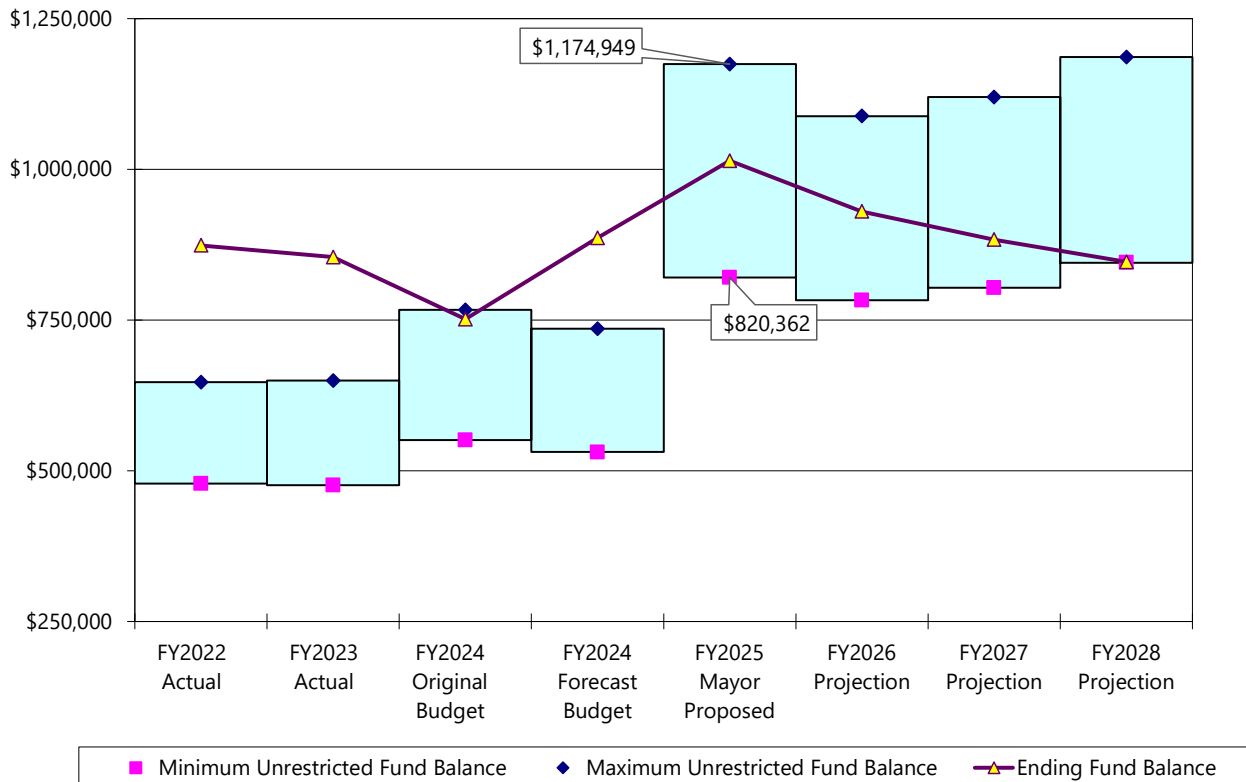 $1,250,000
$1,174,949
$1,000,000
$750,000
$820,362
$500,000
$250,000
FY2022
Actual
FY2023
Actual
FY2024
Original
Budget
FY2024
Forecast
Budget
FY2025
Mayor
Proposed
FY2026
Projection
FY2027
Projection
FY2028
Projection
Minimum Unrestricted Fund Balance
Maximum Unrestricted Fund Balance
Ending Fund Balance